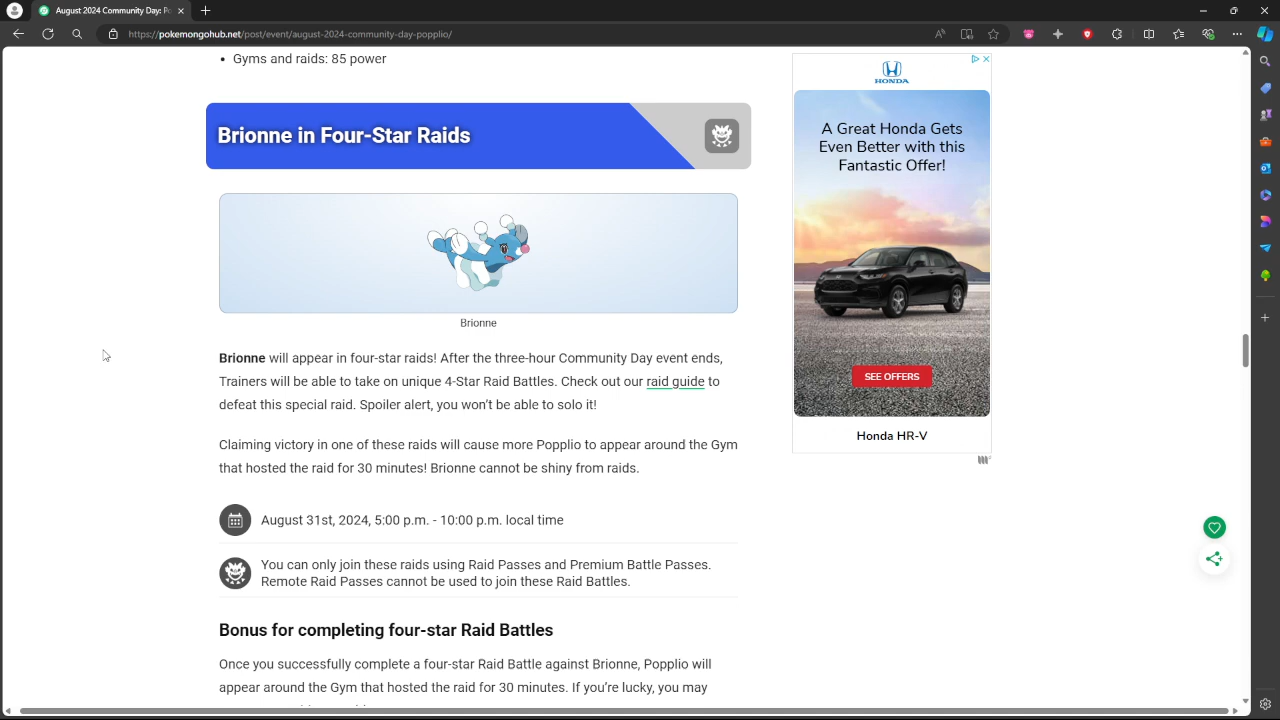 August 2024 Community Day: Po
https://pokemongohub.net/post/event/august-2024-community-day-popplio/
• Gyms and raids: 85 power
Brionne in Four-Star Raids
Brionne
Brionne will appear in four-star raids! After the three-hour Community Day event ends,
Trainers will be able to take on unique 4-Star Raid Battles. Check out our raid guide to
defeat this special raid. Spoiler alert, you won't be able to solo it!
Claiming victory in one of these raids will cause more Popplio to appear around the Gym
that hosted the raid for 30 minutes! Brionne cannot be shiny from raids.
August 31st, 2024, 5:00 p.m. - 10:00 p.m. local time
You can only join these raids using Raid Passes and Premium Battle Passes.
Remote Raid Passes cannot be used to join these Raid Battles.
Bonus for completing four-star Raid Battles
Once you successfully complete a four-star Raid Battle against Brionne, Popplio will
appear around the Gym that hosted the raid for 30 minutes. If you're lucky, you may
HONDA
A Great Honda Gets
Even Better with this
Fantastic Offer!
SEE OFFERS
Honda HR-V